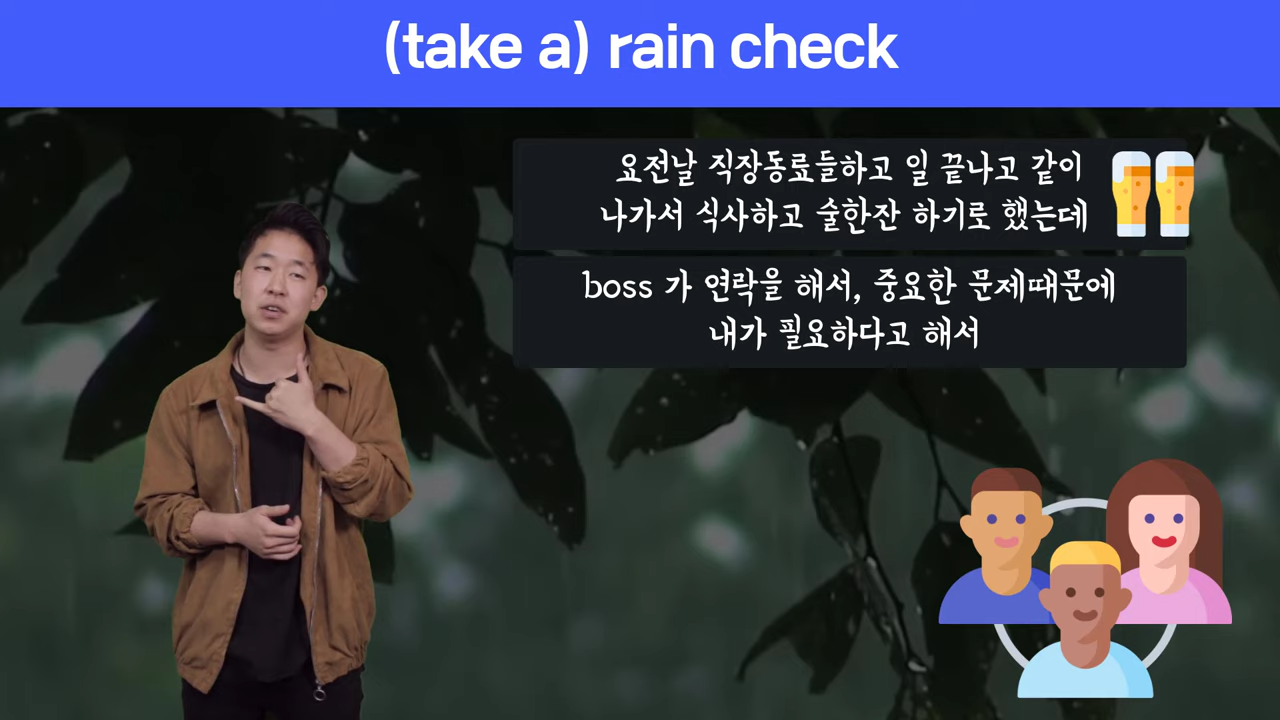 (take a) rain check
요전날 직장동료들하고 일 끝나고 같이
나가서 식사하고 술한잔 하기로 했는데
boss 가 연락을 해서, 중요한 문제때문에
내가 필요하다고 해서